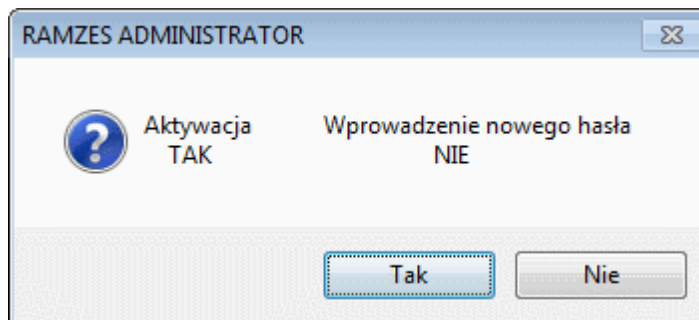 RAMZES ADMINISTRATOR
Aktywacja Wprowadzenie nowego hasła
TAK NIE
Tak Nie